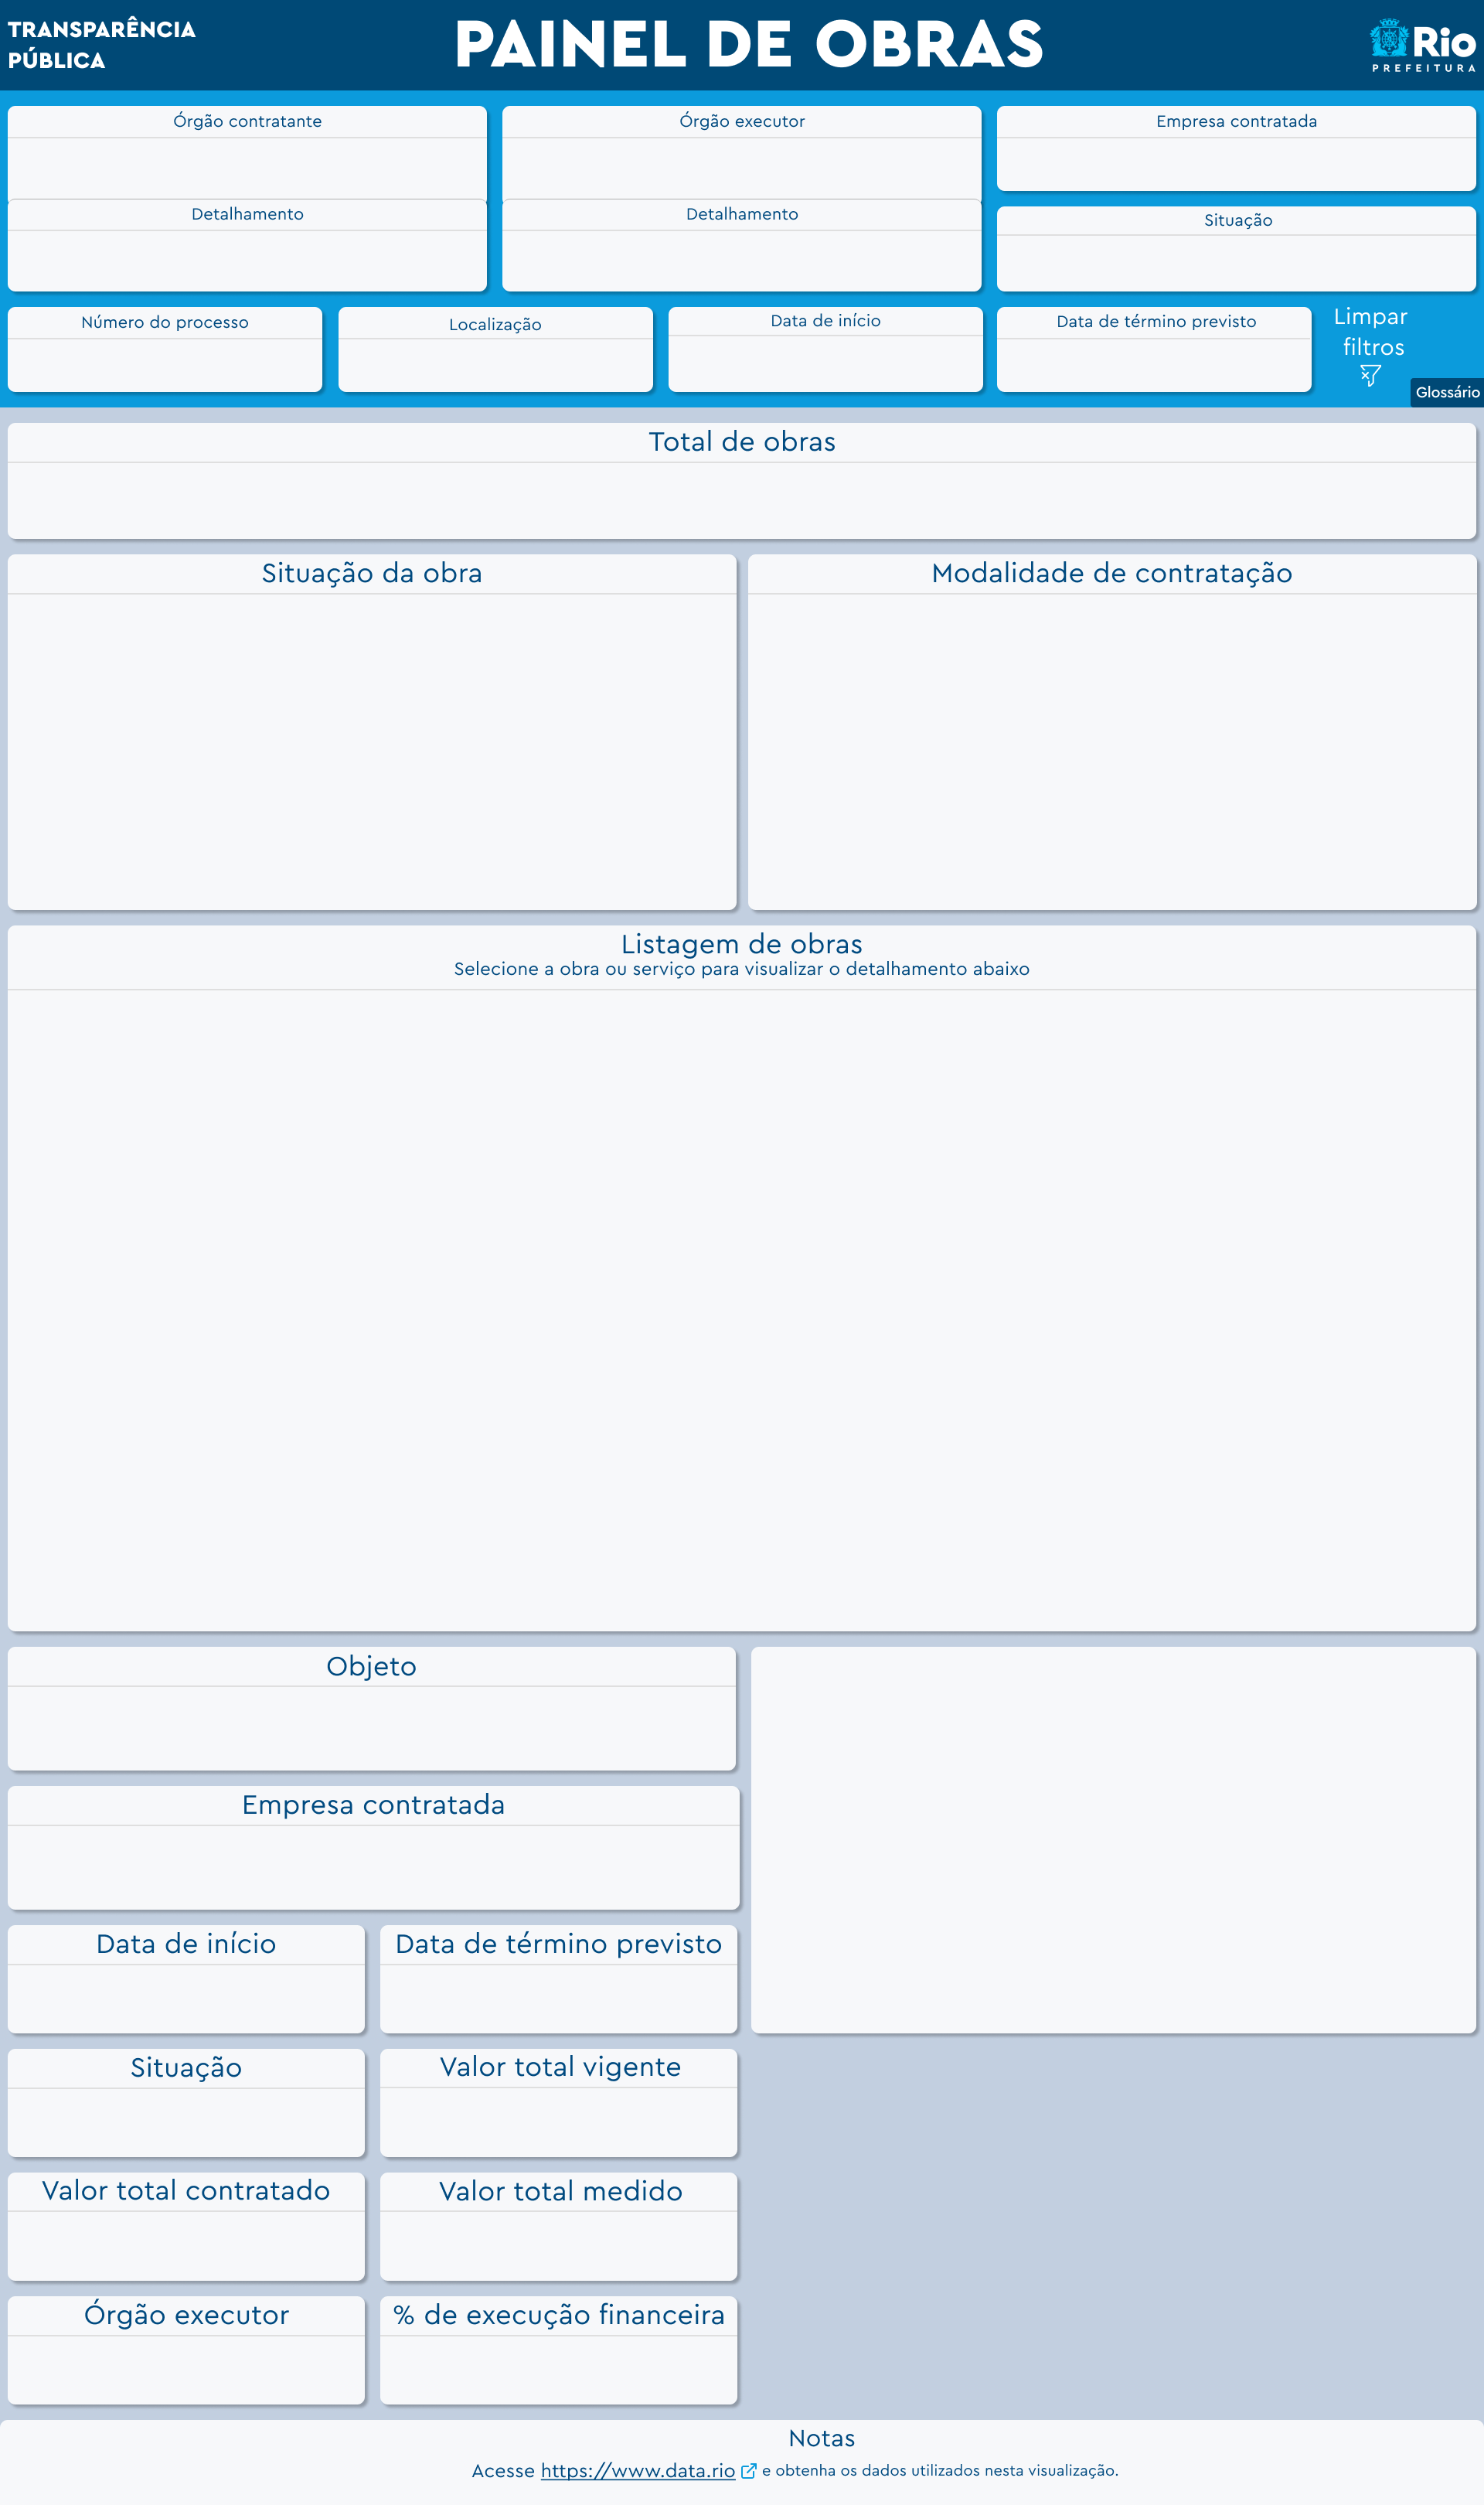 TRANSPARÊNCIA
PÚBLICA
PAINEL DE OBRAS
Rio
PREFEITURA
Órgão contratante
Órgão executor
Empresa contratada
Detalhamento
Detalhamento
Situação
Número do processo
Localização
Data de início
Data de término previsto
Limpar
filtros
Glossário
Total de obras
Situação da obra
Modalidade de contratação
Listagem de obras
Selecione a obra ou serviço para visualizar o detalhamento abaixo
Objeto
Empresa contratada
Data de início
Data de término previsto
Situação
Valor total vigente
Valor total contratado
Valor total medido
Órgão executor
% de execução financeira
Notas
Acesse https://www.data.rio e obtenha os dados utilizados nesta visualização.